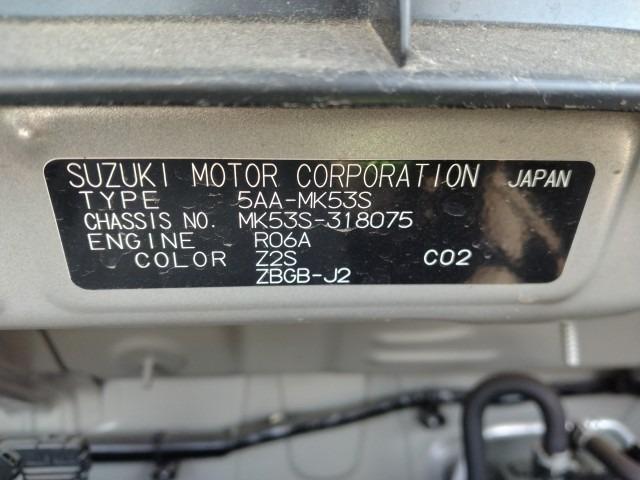 SUZUKI MOTOR CORPORATION JAPAN
TYPE 5AA-MK53S
CHASSIS NO. MK53S-318075
ENGINE R06A
COLOR Z2S C02
ZBGB-J2